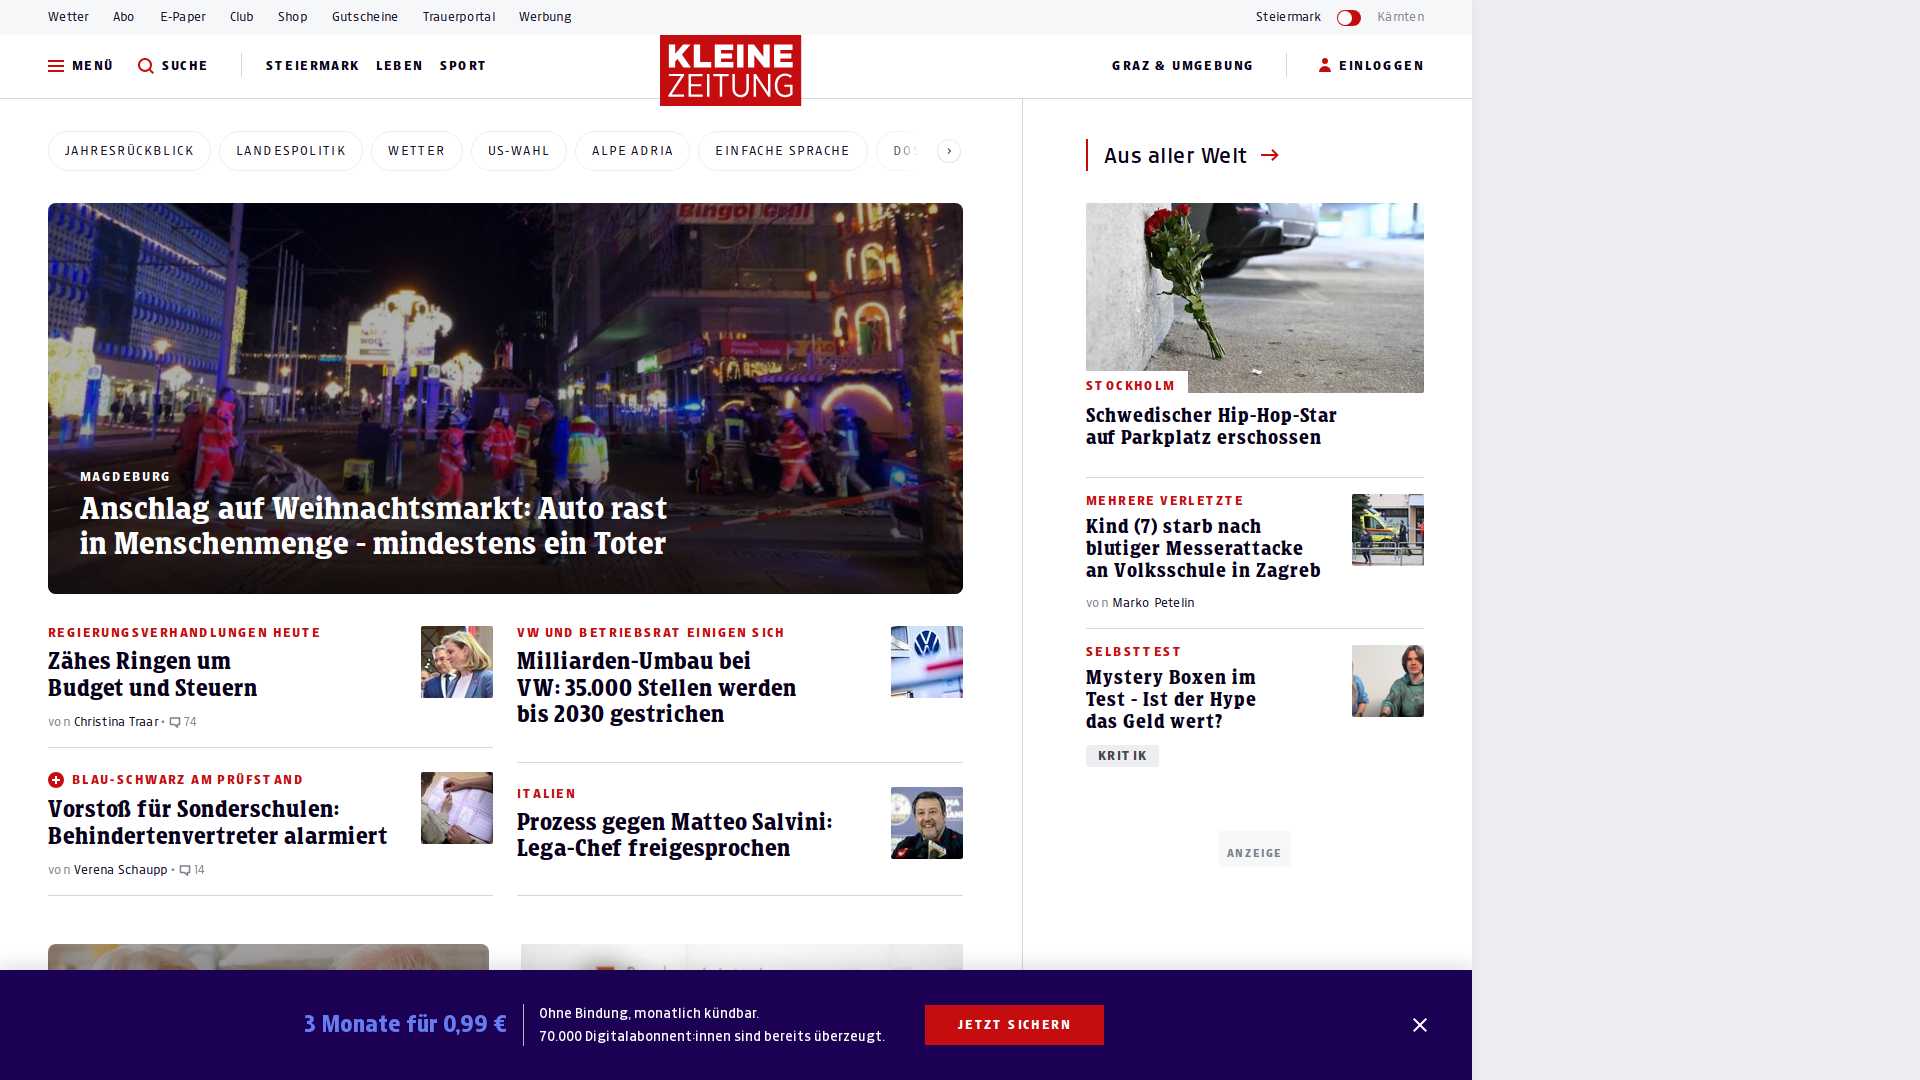 Wetter Abo E-Paper Club Shop Gutscheine Trauerportal Werbung
Steiermark Kärnten
MENÜ SUCHE STEIERMARK LEBEN SPORT
KLEINE
ZEITUNG
GRAZ & UMGEBUNG EINLOGGEN
JAHRESRÜCKBLICK LANDESPOLITIK WETTER US-WAHL ALPE ADRIA EINFACHE SPRACHE
Bingöl Grill
MAGDEBURG
Anschlag auf Weihnachtsmarkt: Auto rast
in Menschenmenge - mindestens ein Toter
REGIERUNGSVERHANDLUNGEN HEUTE
Zähes Ringen um
Budget und Steuern
von Christina Traar • 74
BLAU-SCHWARZ AM PRÜFSTAND
Vorstoß für Sonderschulen:
Behindertenvertreter alarmiert
von Verena Schaupp • 14
VW UND BETRIEBSRAT EINIGEN SICH
Milliarden-Umbau bei
VW: 35.000 Stellen werden
bis 2030 gestrichen
ITALIEN
Prozess gegen Matteo Salvini:
Lega-Chef freigesprochen
Aus aller Welt
STOCKHOLM
Schwedischer Hip-Hop-Star
auf Parkplatz erschossen
MEHRERE VERLETZTE
Kind (7) starb nach
blutiger Messerattacke
an Volksschule in Zagreb
von Marko Petelin
SELBSTTEST
Mystery Boxen im
Test - Ist der Hype
das Geld wert?
KRITIK
ANZEIGE
3 Monate für 0,99 €
Ohne Bindung, monatlich kündbar.
70.000 Digitalabonnent:innen sind bereits überzeugt.
JETZT SICHERN